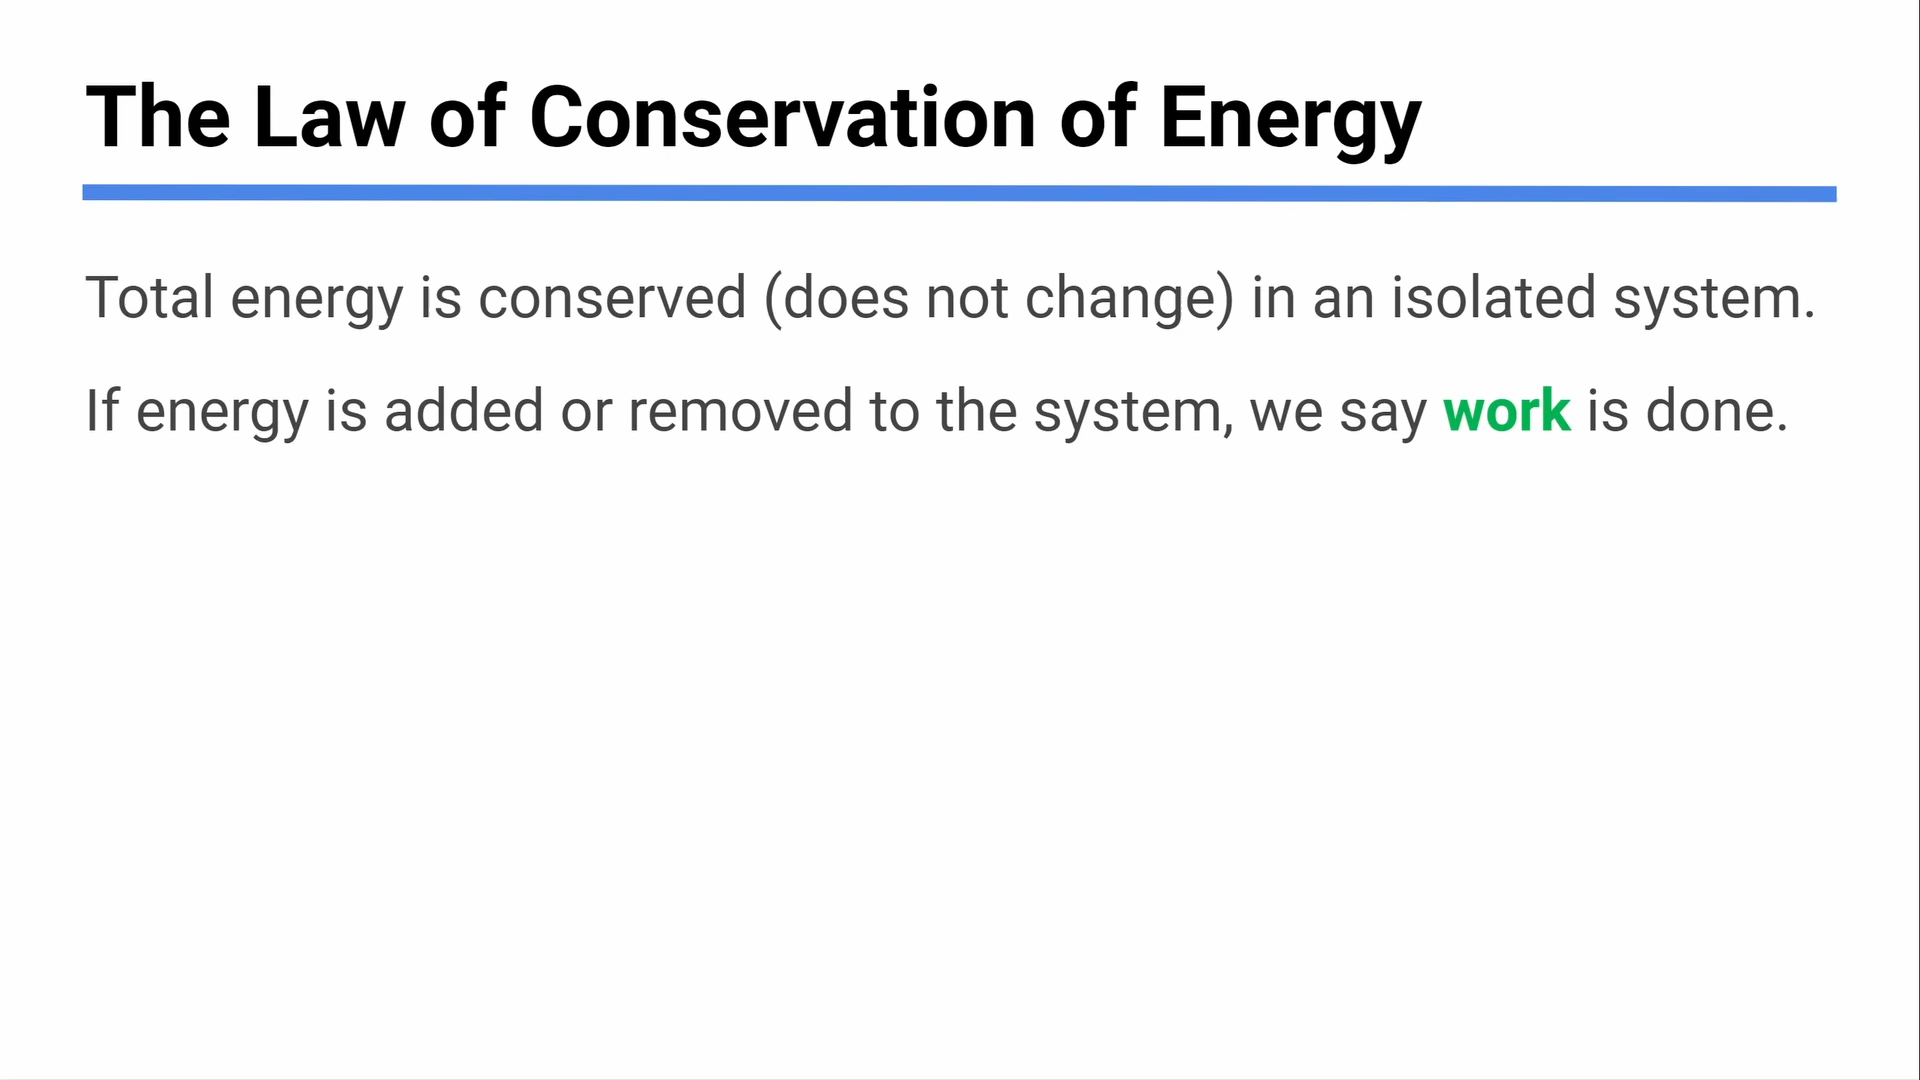 The Law of Conservation of Energy
Total energy is conserved (does not change) in an isolated system.
If energy is added or removed to the system, we say work is done.